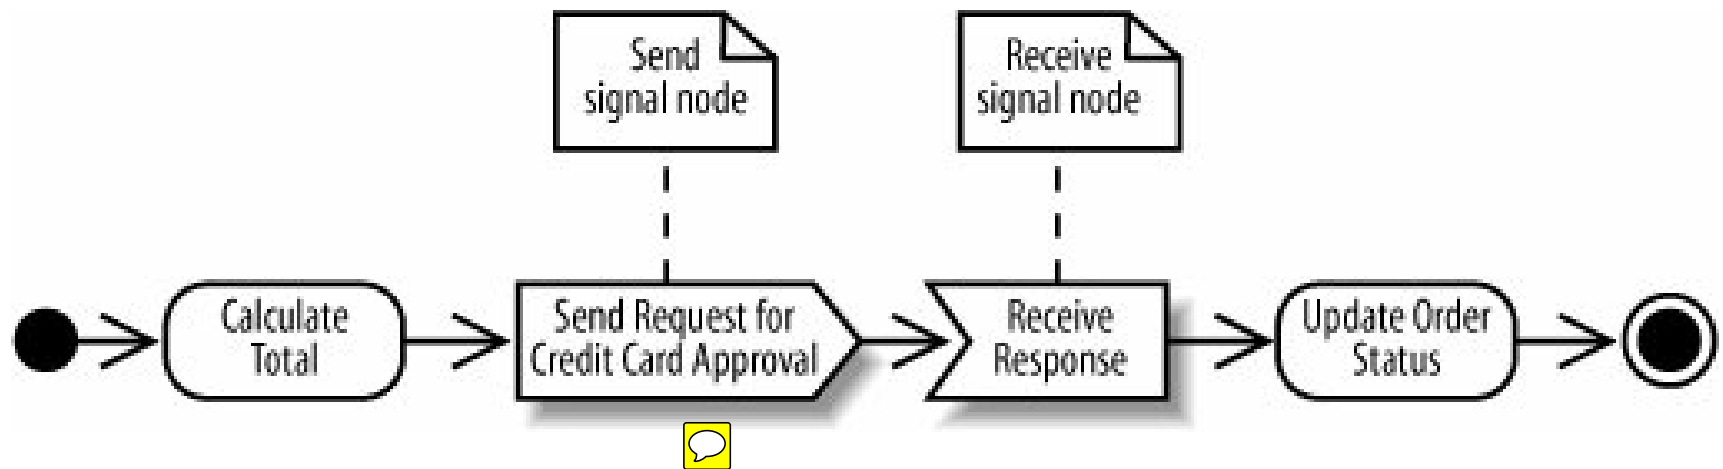 Send
signal node
Receive
signal node
Calculate
Total
Send Request for
Credit Card Approval
Receive
Response
Update Order
Status